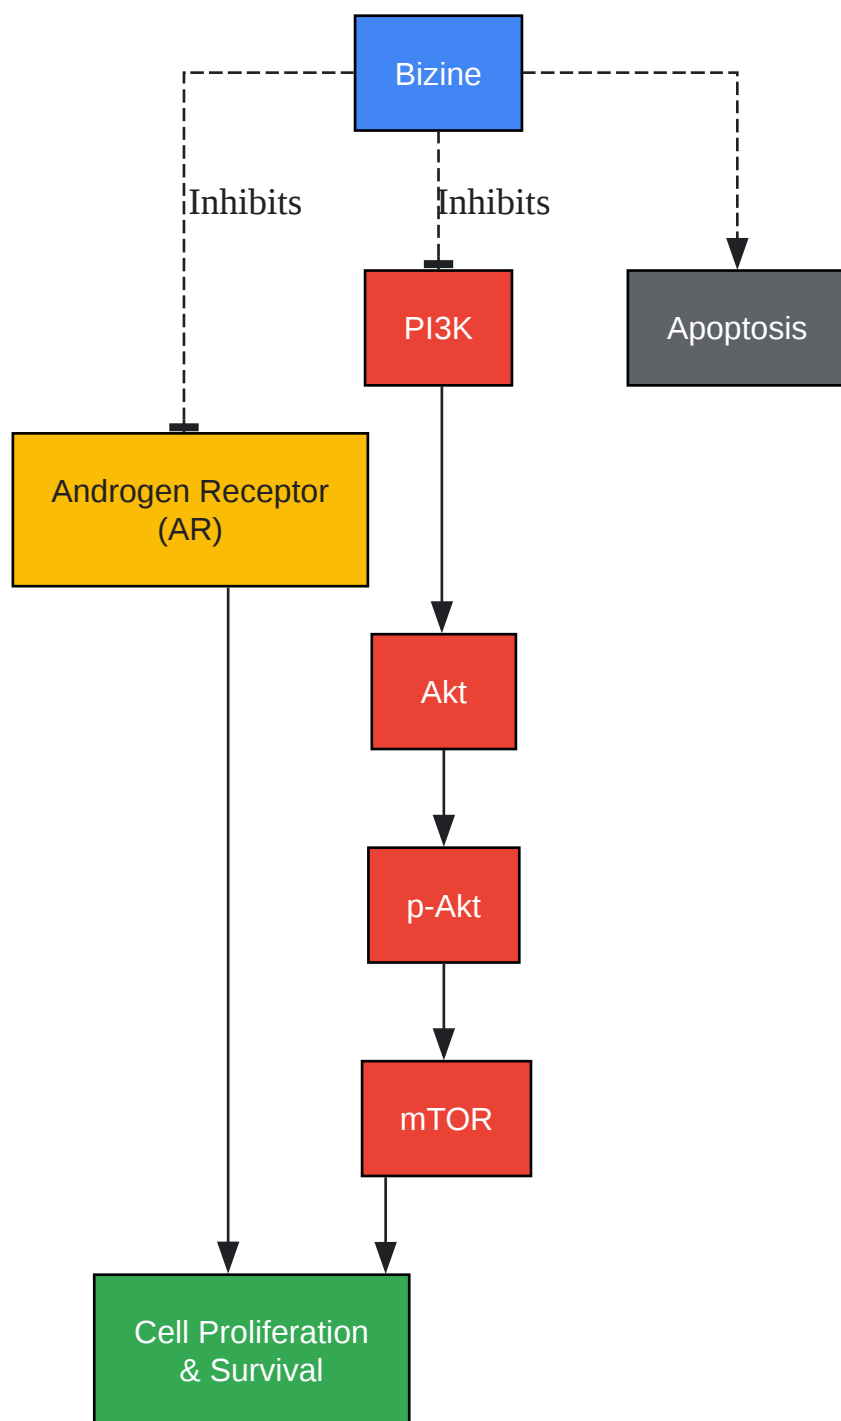 Bizine
Inhibits
Inhibits
PI3K
Apoptosis
Androgen Receptor
(AR)
Akt
p-Akt
mTOR
Cell Proliferation
& Survival